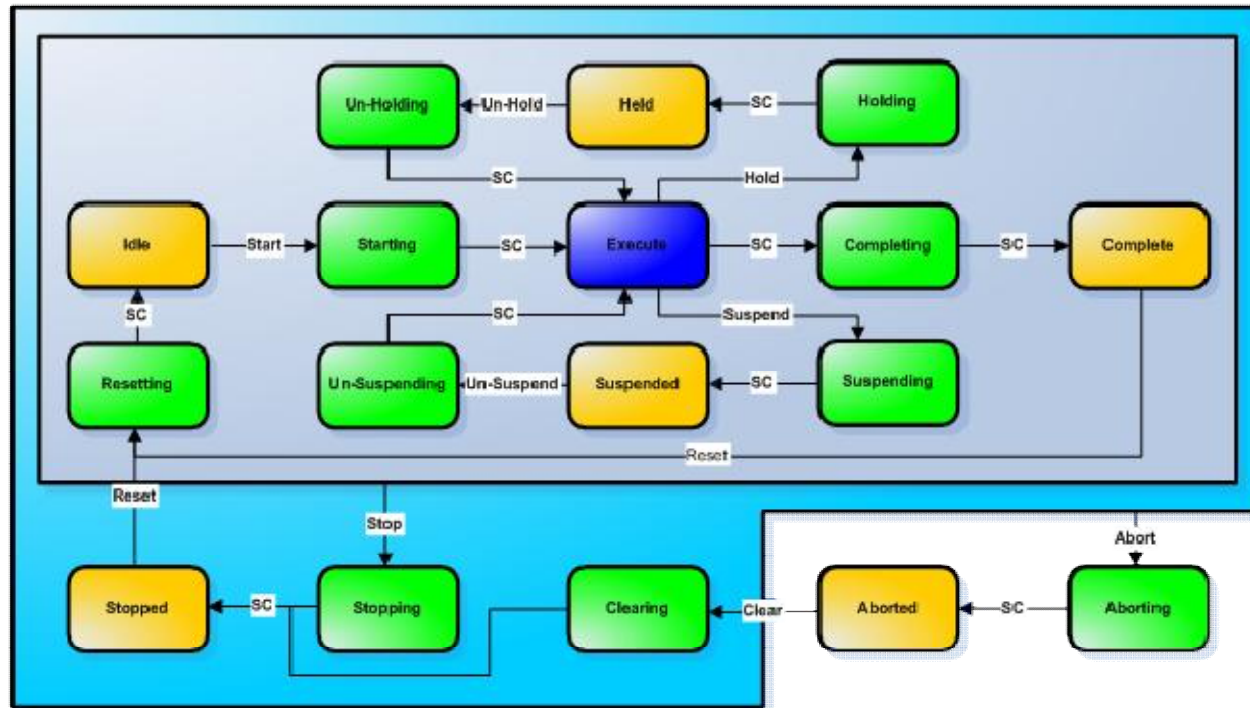 Un-Holding
Un-Hold
Held
SC
Holding
SC
Hold
Idle
Start
Starting
SC
Execute
SC
Completing
SC
Complete
SC
SC
Suspend
Resetting
Un-Suspending
Un-Suspend
Suspended
SC
Suspending
Reset
Reset
Stop
Abort
Stopped
SC
Stopping
Clearing
Clear
Aborted
SC
Aborting